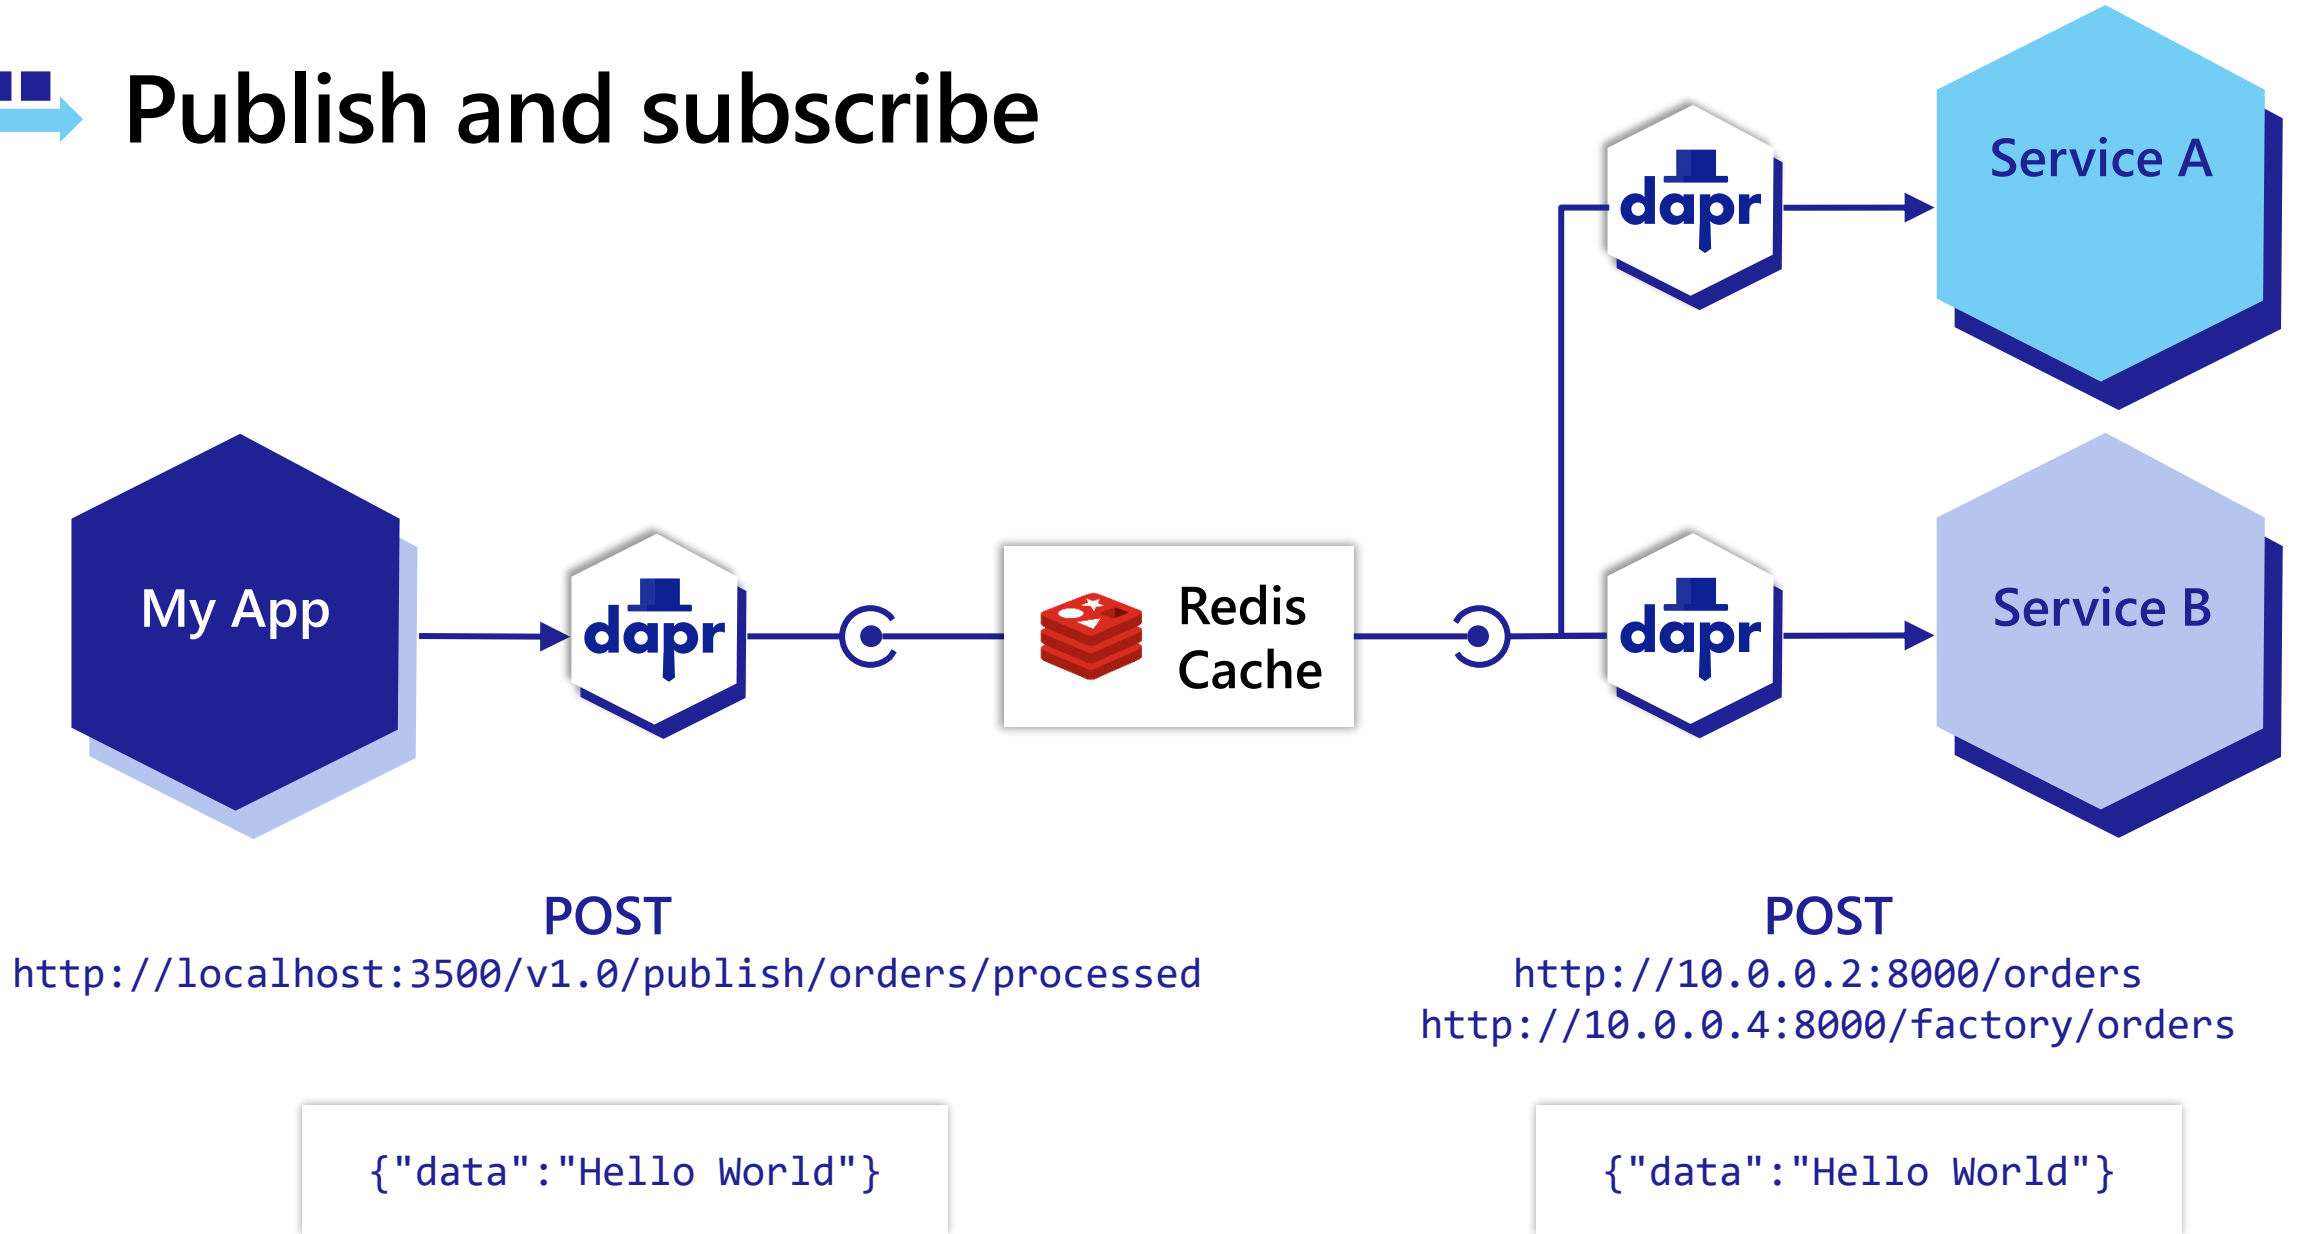 Publish and subscribe
dapr
Service A
My App
dapr
Redis
Cache
dapr
Service B
POST
http://localhost:3500/v1.0/publish/orders/processed
POST
http://10.0.0.2:8000/orders
http://10.0.0.4:8000/factory/orders
{"data":"Hello World"}
{"data":"Hello World"}